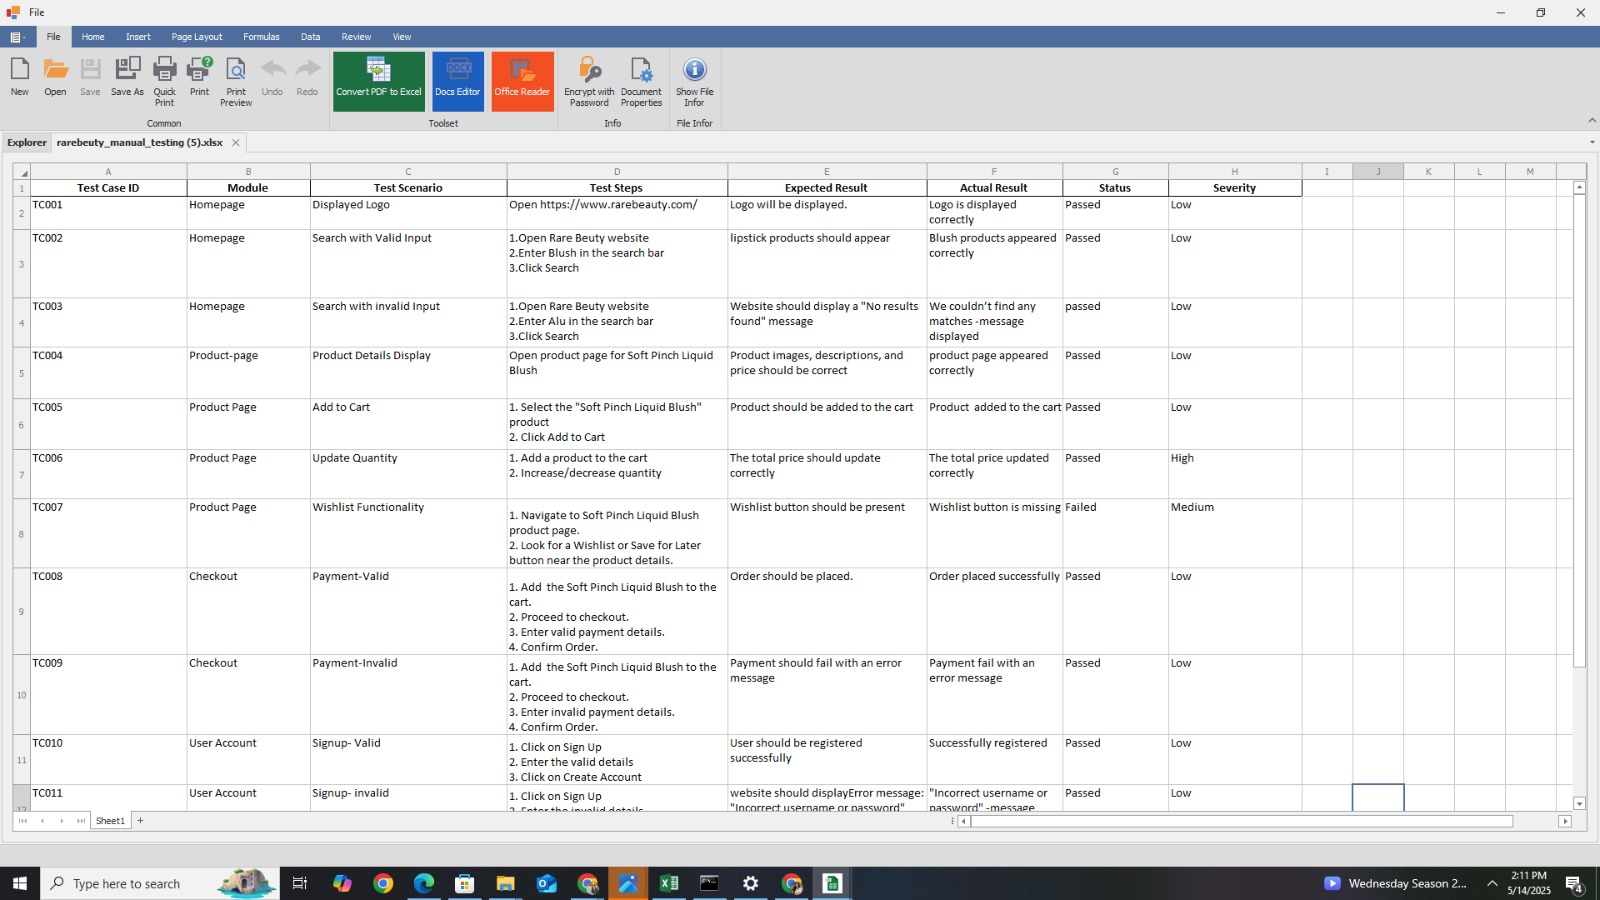 File
File Home Insert Page Layout Formulas Data Review View
New Open Save Save As Quick Print Print Print Preview Undo Redo Convert PDF to Excel DOCX Docs Editor Office Reader Encrypt with Password Document Properties Show File Infor
Common Toolset Info File Infor
Explorer rarebeuty_manual_testing (5).xlsx
A B C D E F G H I J K L M
1 Test Case ID Module Test Scenario Test Steps Expected Result Actual Result Status Severity
2 TC001 Homepage Displayed Logo Open https://www.rarebeauty.com/ Logo will be displayed. Logo is displayed correctly Passed Low
3 TC002 Homepage Search with Valid Input 1.Open Rare Beuty website
2.Enter Blush in the search bar
3.Click Search lipstick products should appear Blush products appeared correctly Passed Low
4 TC003 Homepage Search with invalid Input 1.Open Rare Beuty website
2.Enter Alu in the search bar
3.Click Search Website should display a "No results found" message We couldn’t find any matches -message displayed passed Low
5 TC004 Product-page Product Details Display Open product page for Soft Pinch Liquid Blush Product images, descriptions, and price should be correct product page appeared correctly Passed Low
6 TC005 Product Page Add to Cart 1. Select the "Soft Pinch Liquid Blush" product
2. Click Add to Cart Product should be added to the cart Product added to the cart Passed Low
7 TC006 Product Page Update Quantity 1. Add a product to the cart
2. Increase/decrease quantity The total price should update correctly The total price updated correctly Passed High
8 TC007 Product Page Wishlist Functionality 1. Navigate to Soft Pinch Liquid Blush product page.
2. Look for a Wishlist or Save for Later button near the product details. Wishlist button should be present Wishlist button is missing Failed Medium
9 TC008 Checkout Payment-Valid 1. Add the Soft Pinch Liquid Blush to the cart.
2. Proceed to checkout.
3. Enter valid payment details.
4. Confirm Order. Order should be placed. Order placed successfully Passed Low
10 TC009 Checkout Payment-Invalid 1. Add the Soft Pinch Liquid Blush to the cart.
2. Proceed to checkout.
3. Enter invalid payment details.
4. Confirm Order. Payment should fail with an error message Payment fail with an error message Passed Low
11 TC010 User Account Signup- Valid 1. Click on Sign Up
2. Enter the valid details
3. Click on Create Account User should be registered successfully Successfully registered Passed Low
12 TC011 User Account Signup- invalid 1. Click on Sign Up
2. Enter the invalid details website should displayError message: "Incorrect username or password" "Incorrect username or password" -message Passed Low
Sheet1 +
Type here to search
Wednesday Season 2...
2:11 PM
5/14/2025
4